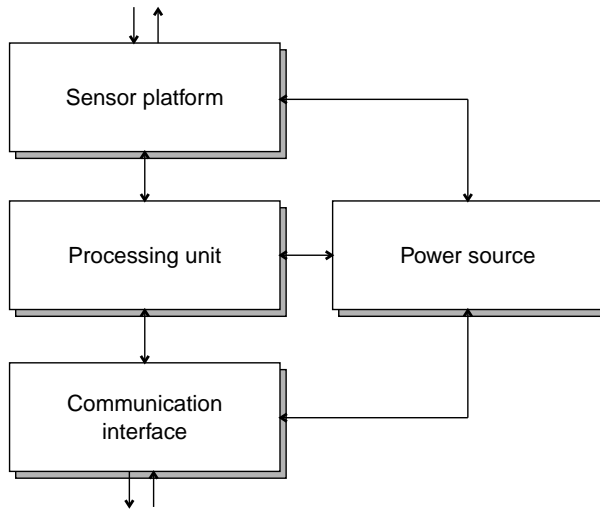 Sensor platform
Processing unit
Power source
Communication
interface